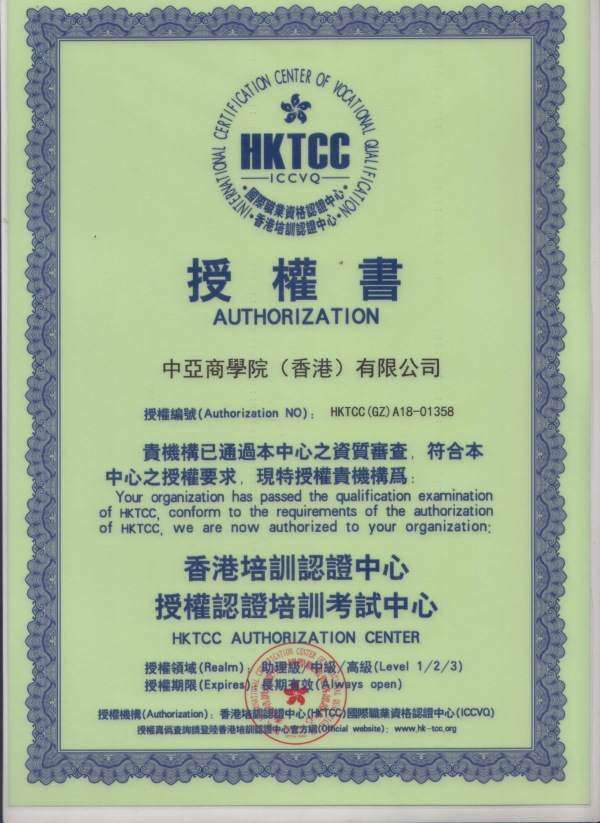 INTERNATIONAL CERTIFICATION CENTER OF VOCATIONAL QUALIFICATION
HKTCC
ICCVQ
國際職業資格認證中心
香港培訓認證中心
授權書
AUTHORIZATION
中亞商學院（香港）有限公司
授權編號(Authorization NO)： HKTCC(GZ)A18-01358
貴機構已通過本中心之資質審查，符合本
中心之授權要求，現特授權貴機構爲：
Your organization has passed the qualification examination
of HKTCC, conform to the requirements of the authorization
of HKTCC, we are now authorized to your organization:
香港培訓認證中心
授權認證培訓考試中心
HKTCC AUTHORIZATION CENTER
授權領域(Realm)：助理級/中級/高級(Level 1/2/3)
授權期限(Expires)：長期有效(Always open)
授權機構(Authorization)：香港培訓認證中心(HKTCC)國際職業資格認證中心(ICCVQ)
授權真僞查詢請登陸香港培訓認證中心官方網(Official website)：www.hk-tcc.org